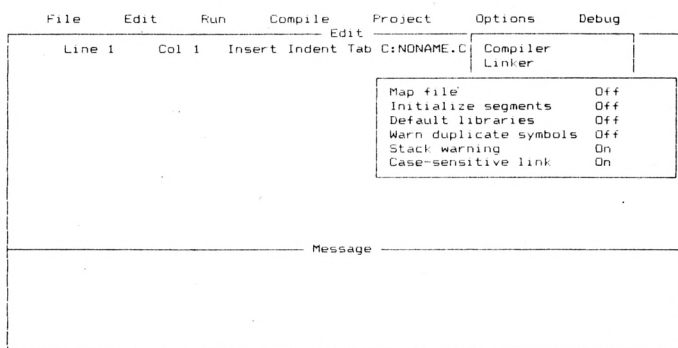 File Edit Run Compile Project Options Debug
Edit
Line 1 Col 1 Insert Indent Tab C:NONAME.C
Compiler
Linker
Map file Off
Initialize segments Off
Default libraries Off
Warn duplicate symbols Off
Stack warning On
Case-sensitive link On
Message